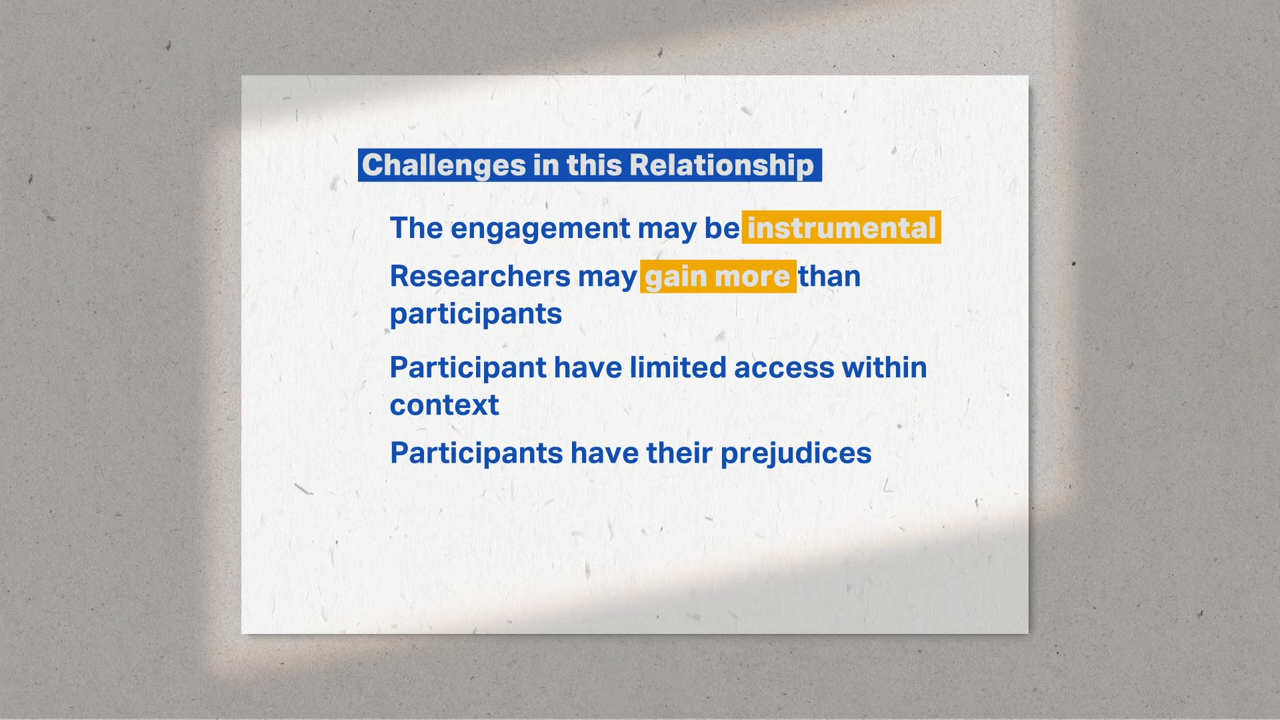 Challenges in this Relationship
The engagement may be instrumental
Researchers may gain more than
participants
Participant have limited access within
context
Participants have their prejudices